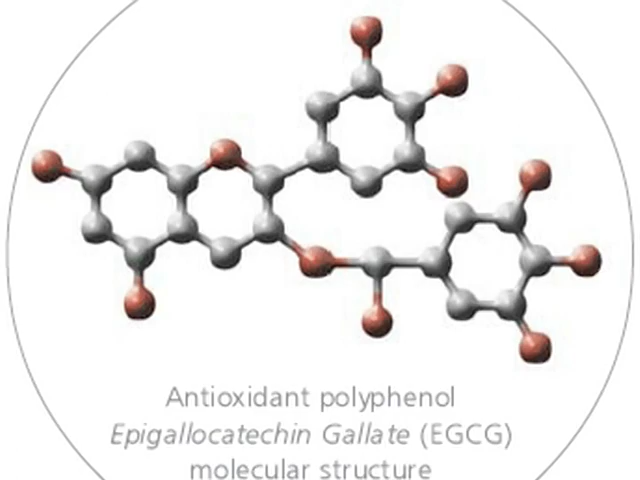 Antioxidant polyphenol
Epigallocatechin Gallate (EGCG)
molecular structure